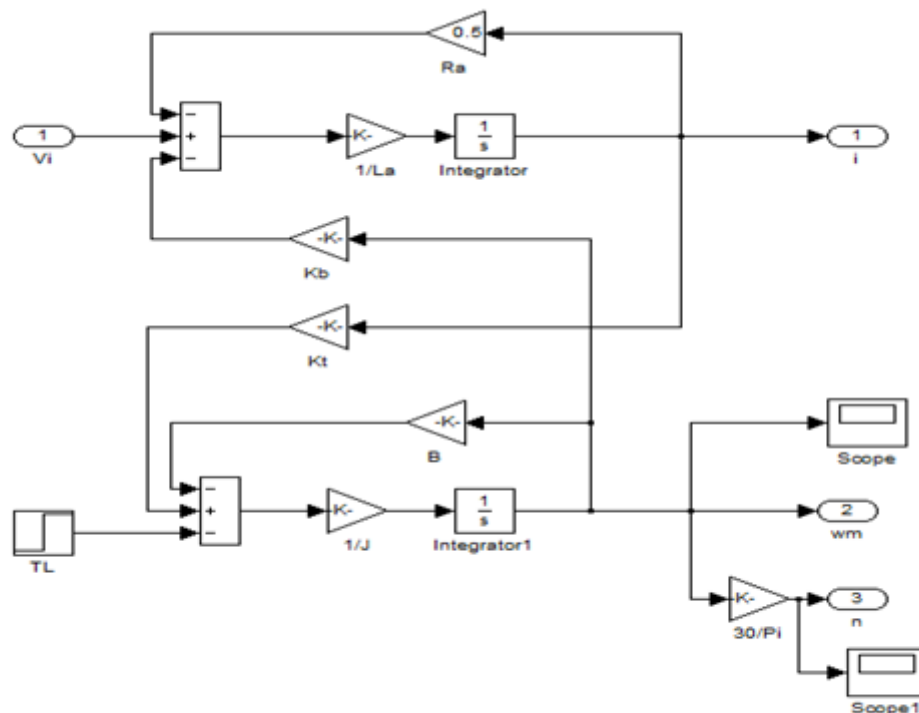 0.5
Ra
−
1
+
K-
1
s
1
Vi
−
1/La
Integrator
i
-K-
Kb
-K-
Kt
-K-
B
Scope
−
+
K-
1
s
2
−
1/J
Integrator1
wm
TL
K-
3
30/Pi
n
Scope1